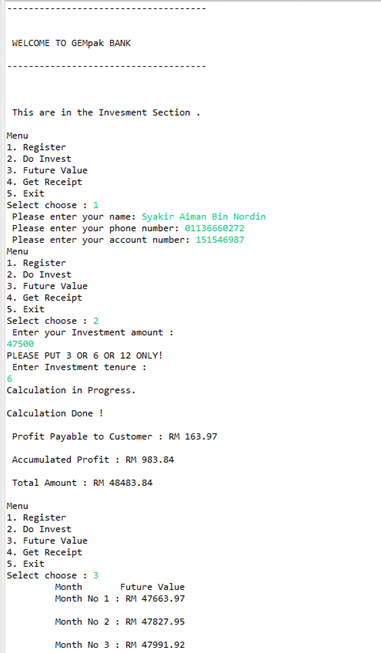 -------------------------------------
WELCOME TO GEMpak BANK
-------------------------------------
This are in the Invesment Section .
Menu
1. Register
2. Do Invest
3. Future Value
4. Get Receipt
5. Exit
Select choose : 1
Please enter your name: Syakir Aiman Bin Nordin
Please enter your phone number: 01136660272
Please enter your account number: 151546987
Menu
1. Register
2. Do Invest
3. Future Value
4. Get Receipt
5. Exit
Select choose : 2
Enter your Investment amount :
47500
PLEASE PUT 3 OR 6 OR 12 ONLY!
Enter Investment tenure :
6
Calculation in Progress.
Calculation Done !
Profit Payable to Customer : RM 163.97
Accumulated Profit : RM 983.84
Total Amount : RM 48483.84
Menu
1. Register
2. Do Invest
3. Future Value
4. Get Receipt
5. Exit
Select choose : 3
Month Future Value
Month No 1 : RM 47663.97
Month No 2 : RM 47827.95
Month No 3 : RM 47991.92